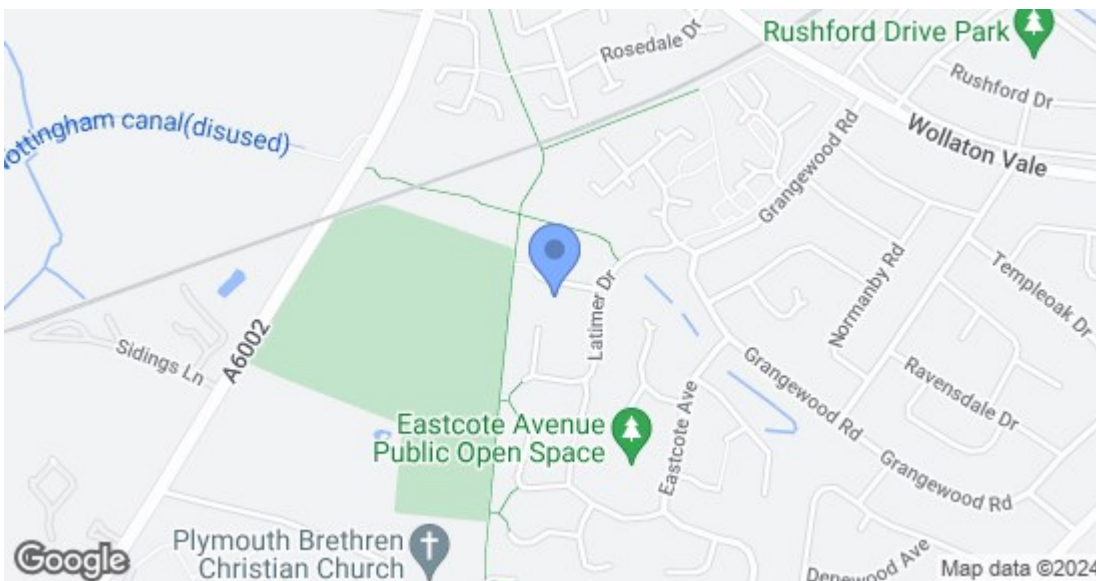 Rushford Drive Park
Rosedale Dr
Rushford Dr
ottingham canal(disused)
Wollaton Vale
Grangewood Rd
Normanby Rd
Templeoak Dr
Latimer Dr
A6002
Sidings Ln
Grangewood Rd
Ravensdale Dr
Eastcote Avenue
Public Open Space
Eastcote Ave
Grangewood Rd
Plymouth Brethren
Christian Church
Denewood Ave
Google
Map data ©2024